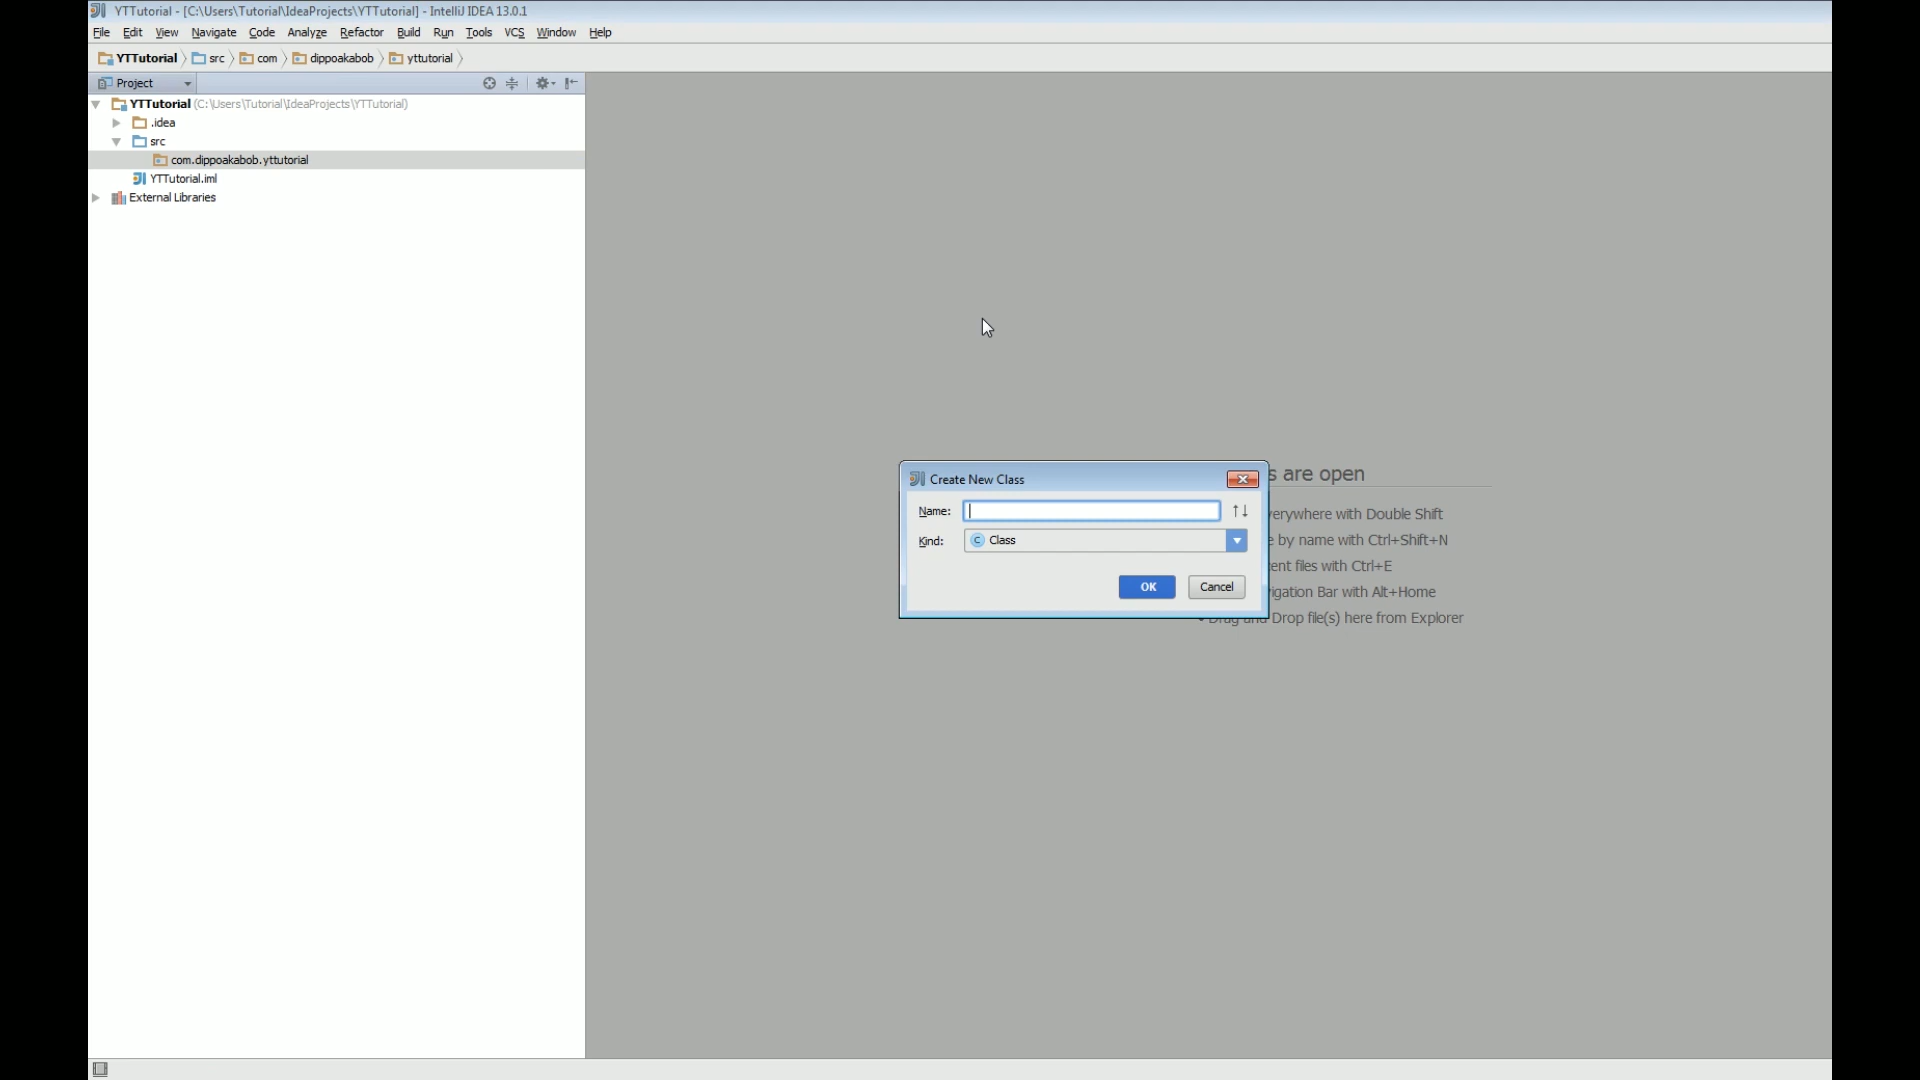 YTTutorial - [C:\Users\Tutorial\IdeaProjects\YTTutorial] - IntelliJ IDEA 13.0.1
File Edit View Navigate Code Analyze Refactor Build Run Tools VCS Window Help
YTTutorial src com dippoakabob yttutorial
Project
YTTutorial (C:\Users\Tutorial\IdeaProjects\YTTutorial)
.idea
src
com.dippoakabob.yttutorial
YTTutorial.iml
External Libraries
s are open
Create New Class
Name:
Kind: Class
OK Cancel
verywhere with Double Shift
e by name with Ctrl+Shift+N
ent files with Ctrl+E
igation Bar with Alt+Home
• Drag and Drop file(s) here from Explorer